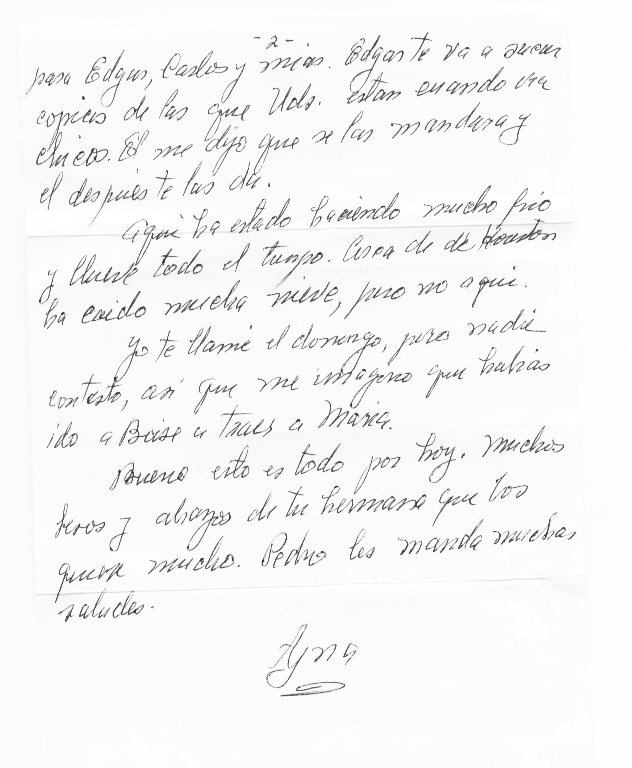 -2-
para Edgar, Carlos y mias. Edgar te va a sacar
copias de las que Uds. estan cuando era
chicos. El me dijo que se las mandara y
el despues te las da.
Aqui ha estado haciendo mucho frio
y llueve todo el tiempo. Cerca de de Houston
ha caido mucha nieve, pero no aqui.
Yo te llamé el domingo, pero nadie
contesto, asi que me imagino que habias
ido a Boise a traer a Maria.
Bueno esto es todo por hoy. Muchos
besos y abazos de tu hermana que los
quiere mucho. Pedro les manda muchas
saludes.